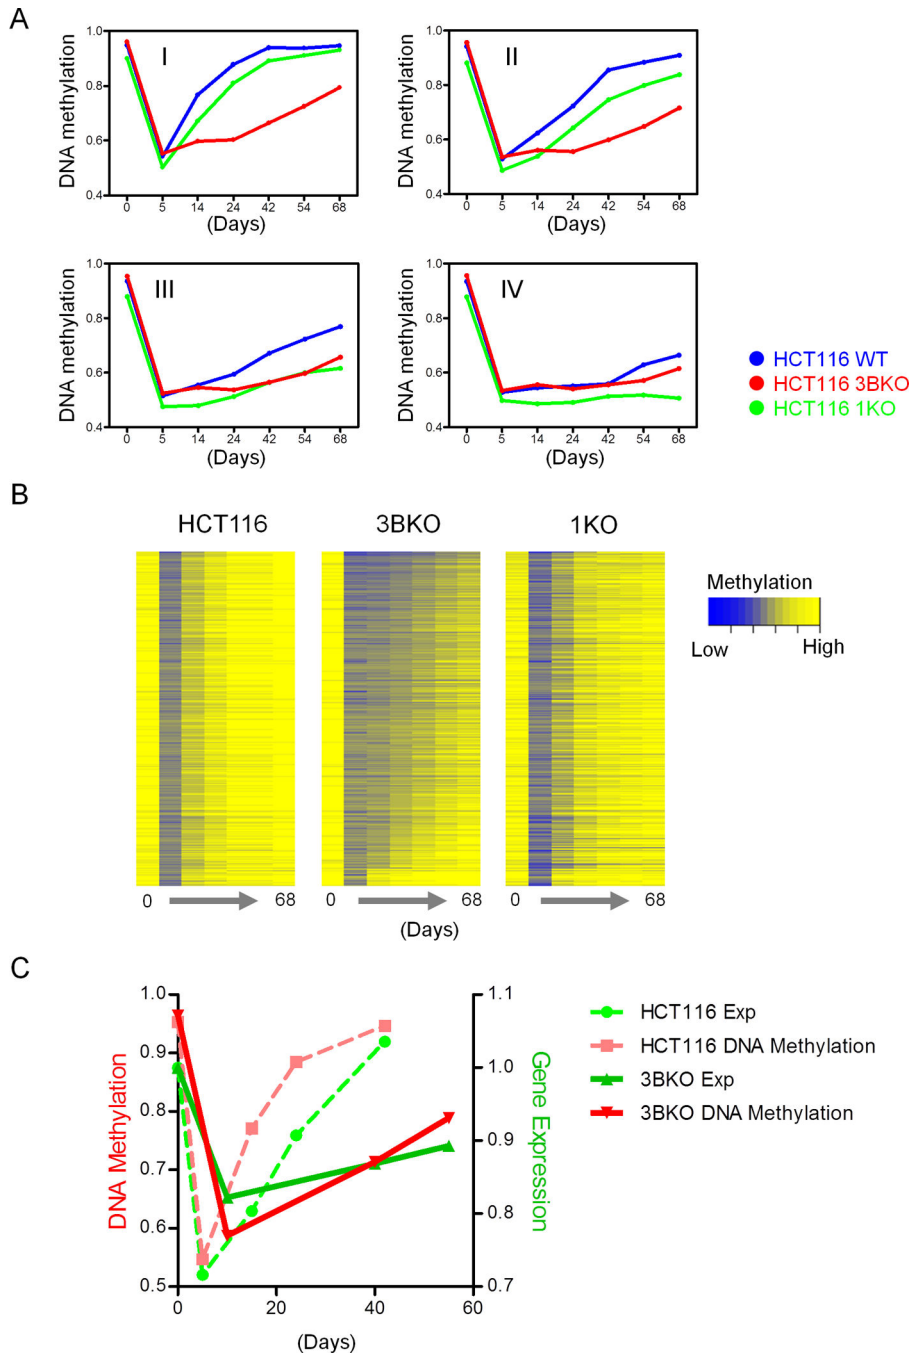 A
I
DNA methylation
1.0
0.8
0.6
0.4
0 5 14 24 42 54 68
(Days)
II
DNA methylation
1.0
0.8
0.6
0.4
0 5 14 24 42 54 68
(Days)
III
DNA methylation
1.0
0.8
0.6
0.4
0 5 14 24 42 54 68
(Days)
IV
DNA methylation
1.0
0.8
0.6
0.4
0 5 14 24 42 54 68
(Days)
HCT116 WT
HCT116 3BKO
HCT116 1KO
B
HCT116 3BKO 1KO
Methylation
Low High
0 68 0 68 0 68
(Days)
C
DNA Methylation
1.0
0.9
0.8
0.7
0.6
0.5
0 20 40 60
(Days)
1.1
1.0
0.9
0.8
0.7
Gene Expression
HCT116 Exp
HCT116 DNA Methylation
3BKO Exp
3BKO DNA Methylation